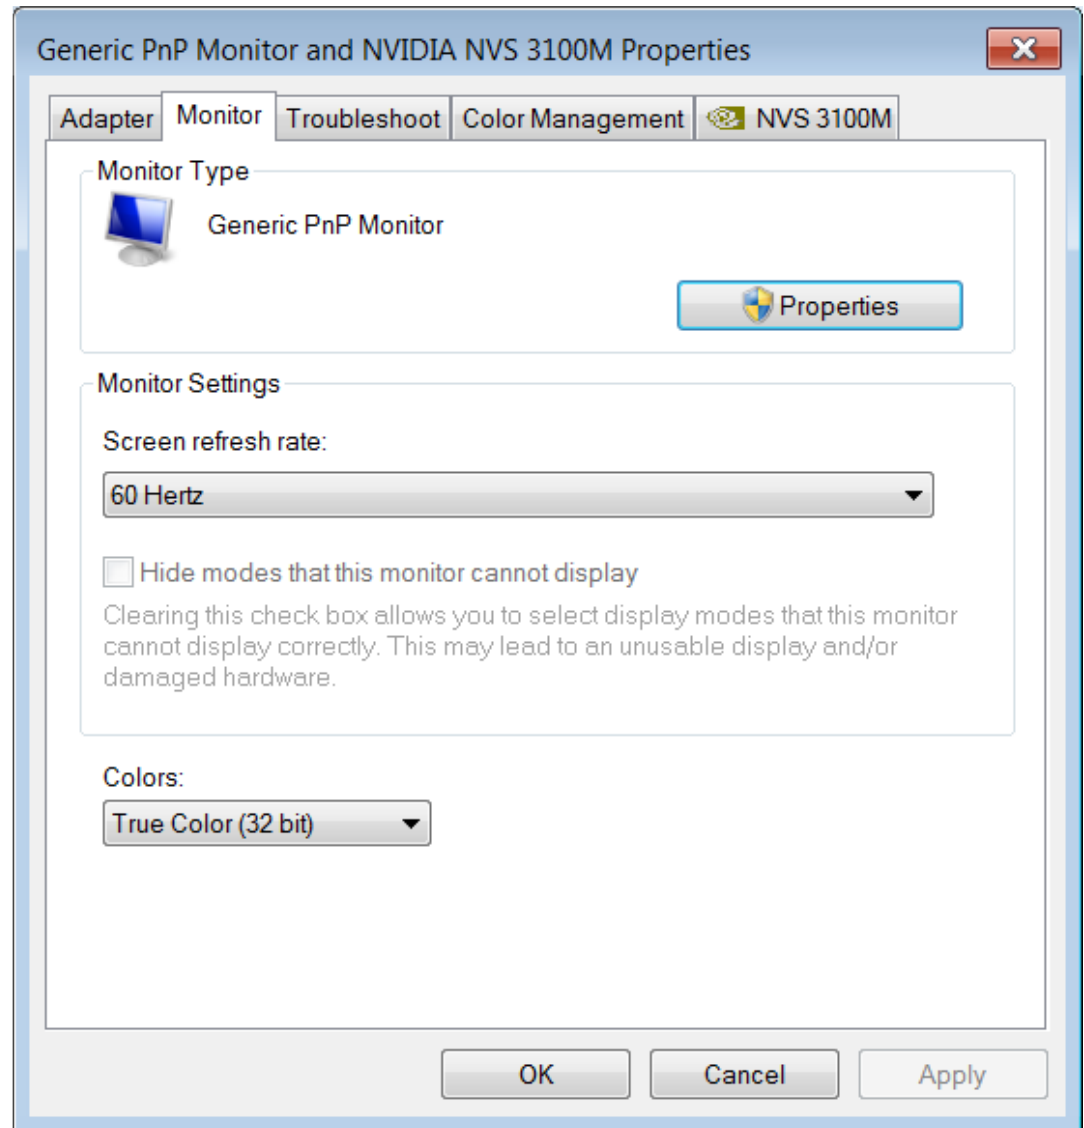 Generic PnP Monitor and NVIDIA NVS 3100M Properties
Adapter Monitor Troubleshoot Color Management NVS 3100M
Monitor Type
Generic PnP Monitor
Properties
Monitor Settings
Screen refresh rate:
60 Hertz
Hide modes that this monitor cannot display
Clearing this check box allows you to select display modes that this monitor
cannot display correctly. This may lead to an unusable display and/or
damaged hardware.
Colors:
True Color (32 bit)
OK Cancel Apply